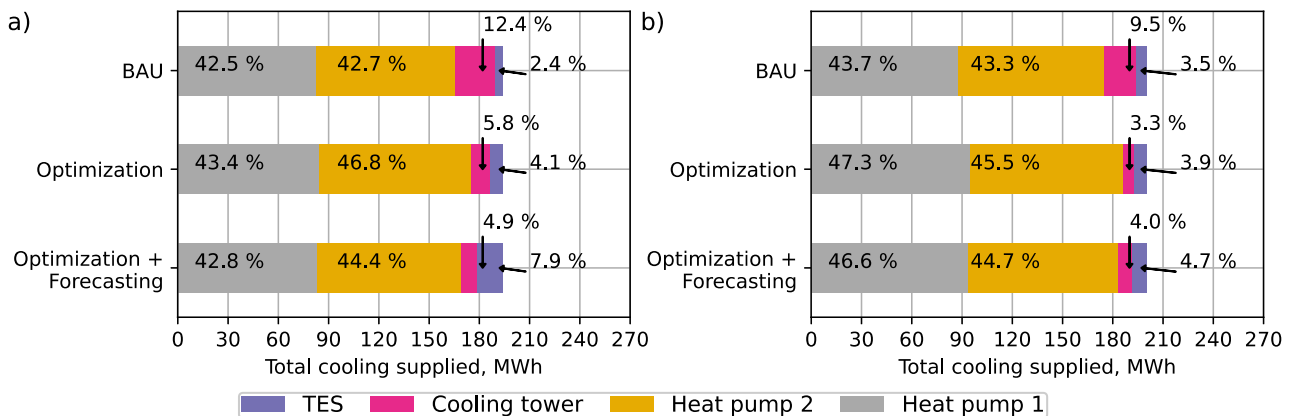 a)
12.4 %
BAU
42.5 %
42.7 %
2.4 %
5.8 %
Optimization
43.4 %
46.8 %
4.1 %
4.9 %
Optimization +
Forecasting
42.8 %
44.4 %
7.9 %
0 30 60 90 120 150 180 210 240 270
Total cooling supplied, MWh
b)
9.5 %
BAU
43.7 %
43.3 %
3.5 %
3.3 %
Optimization
47.3 %
45.5 %
3.9 %
4.0 %
Optimization +
Forecasting
46.6 %
44.7 %
4.7 %
0 30 60 90 120 150 180 210 240 270
Total cooling supplied, MWh
TES Cooling tower Heat pump 2 Heat pump 1